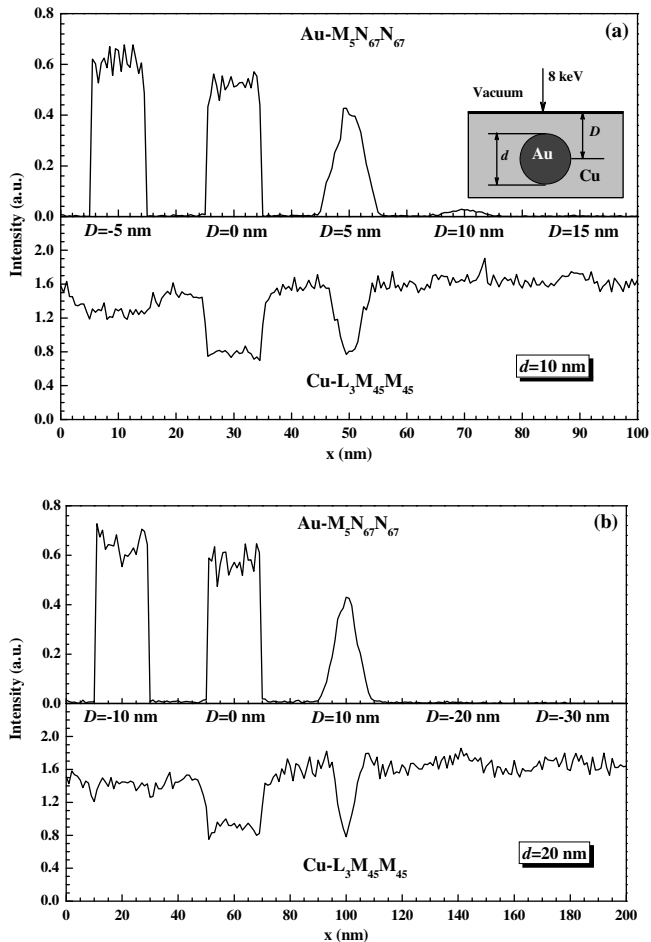 0.8
(a)
Au-M₅N₆₇N₆₇
8 keV
0.6
Vacuum
D
0.4
d
Au
Cu
0.2
0.0
D=-5 nm D=0 nm D=5 nm D=10 nm D=15 nm
Intensity (a.u.)
2.0
1.6
1.2
0.8
d=10 nm
0.4
Cu-L₃M₄₅M₄₅
0.0
0 10 20 30 40 50 60 70 80 90 100
x (nm)
0.8
(b)
Au-M₅N₆₇N₆₇
0.6
0.4
0.2
0.0
D=-10 nm D=0 nm D=10 nm D=-20 nm D=-30 nm
Intensity (a.u.)
2.0
1.6
1.2
0.8
d=20 nm
0.4
Cu-L₃M₄₅M₄₅
0.0
0 20 40 60 80 100 120 140 160 180 200
x (nm)